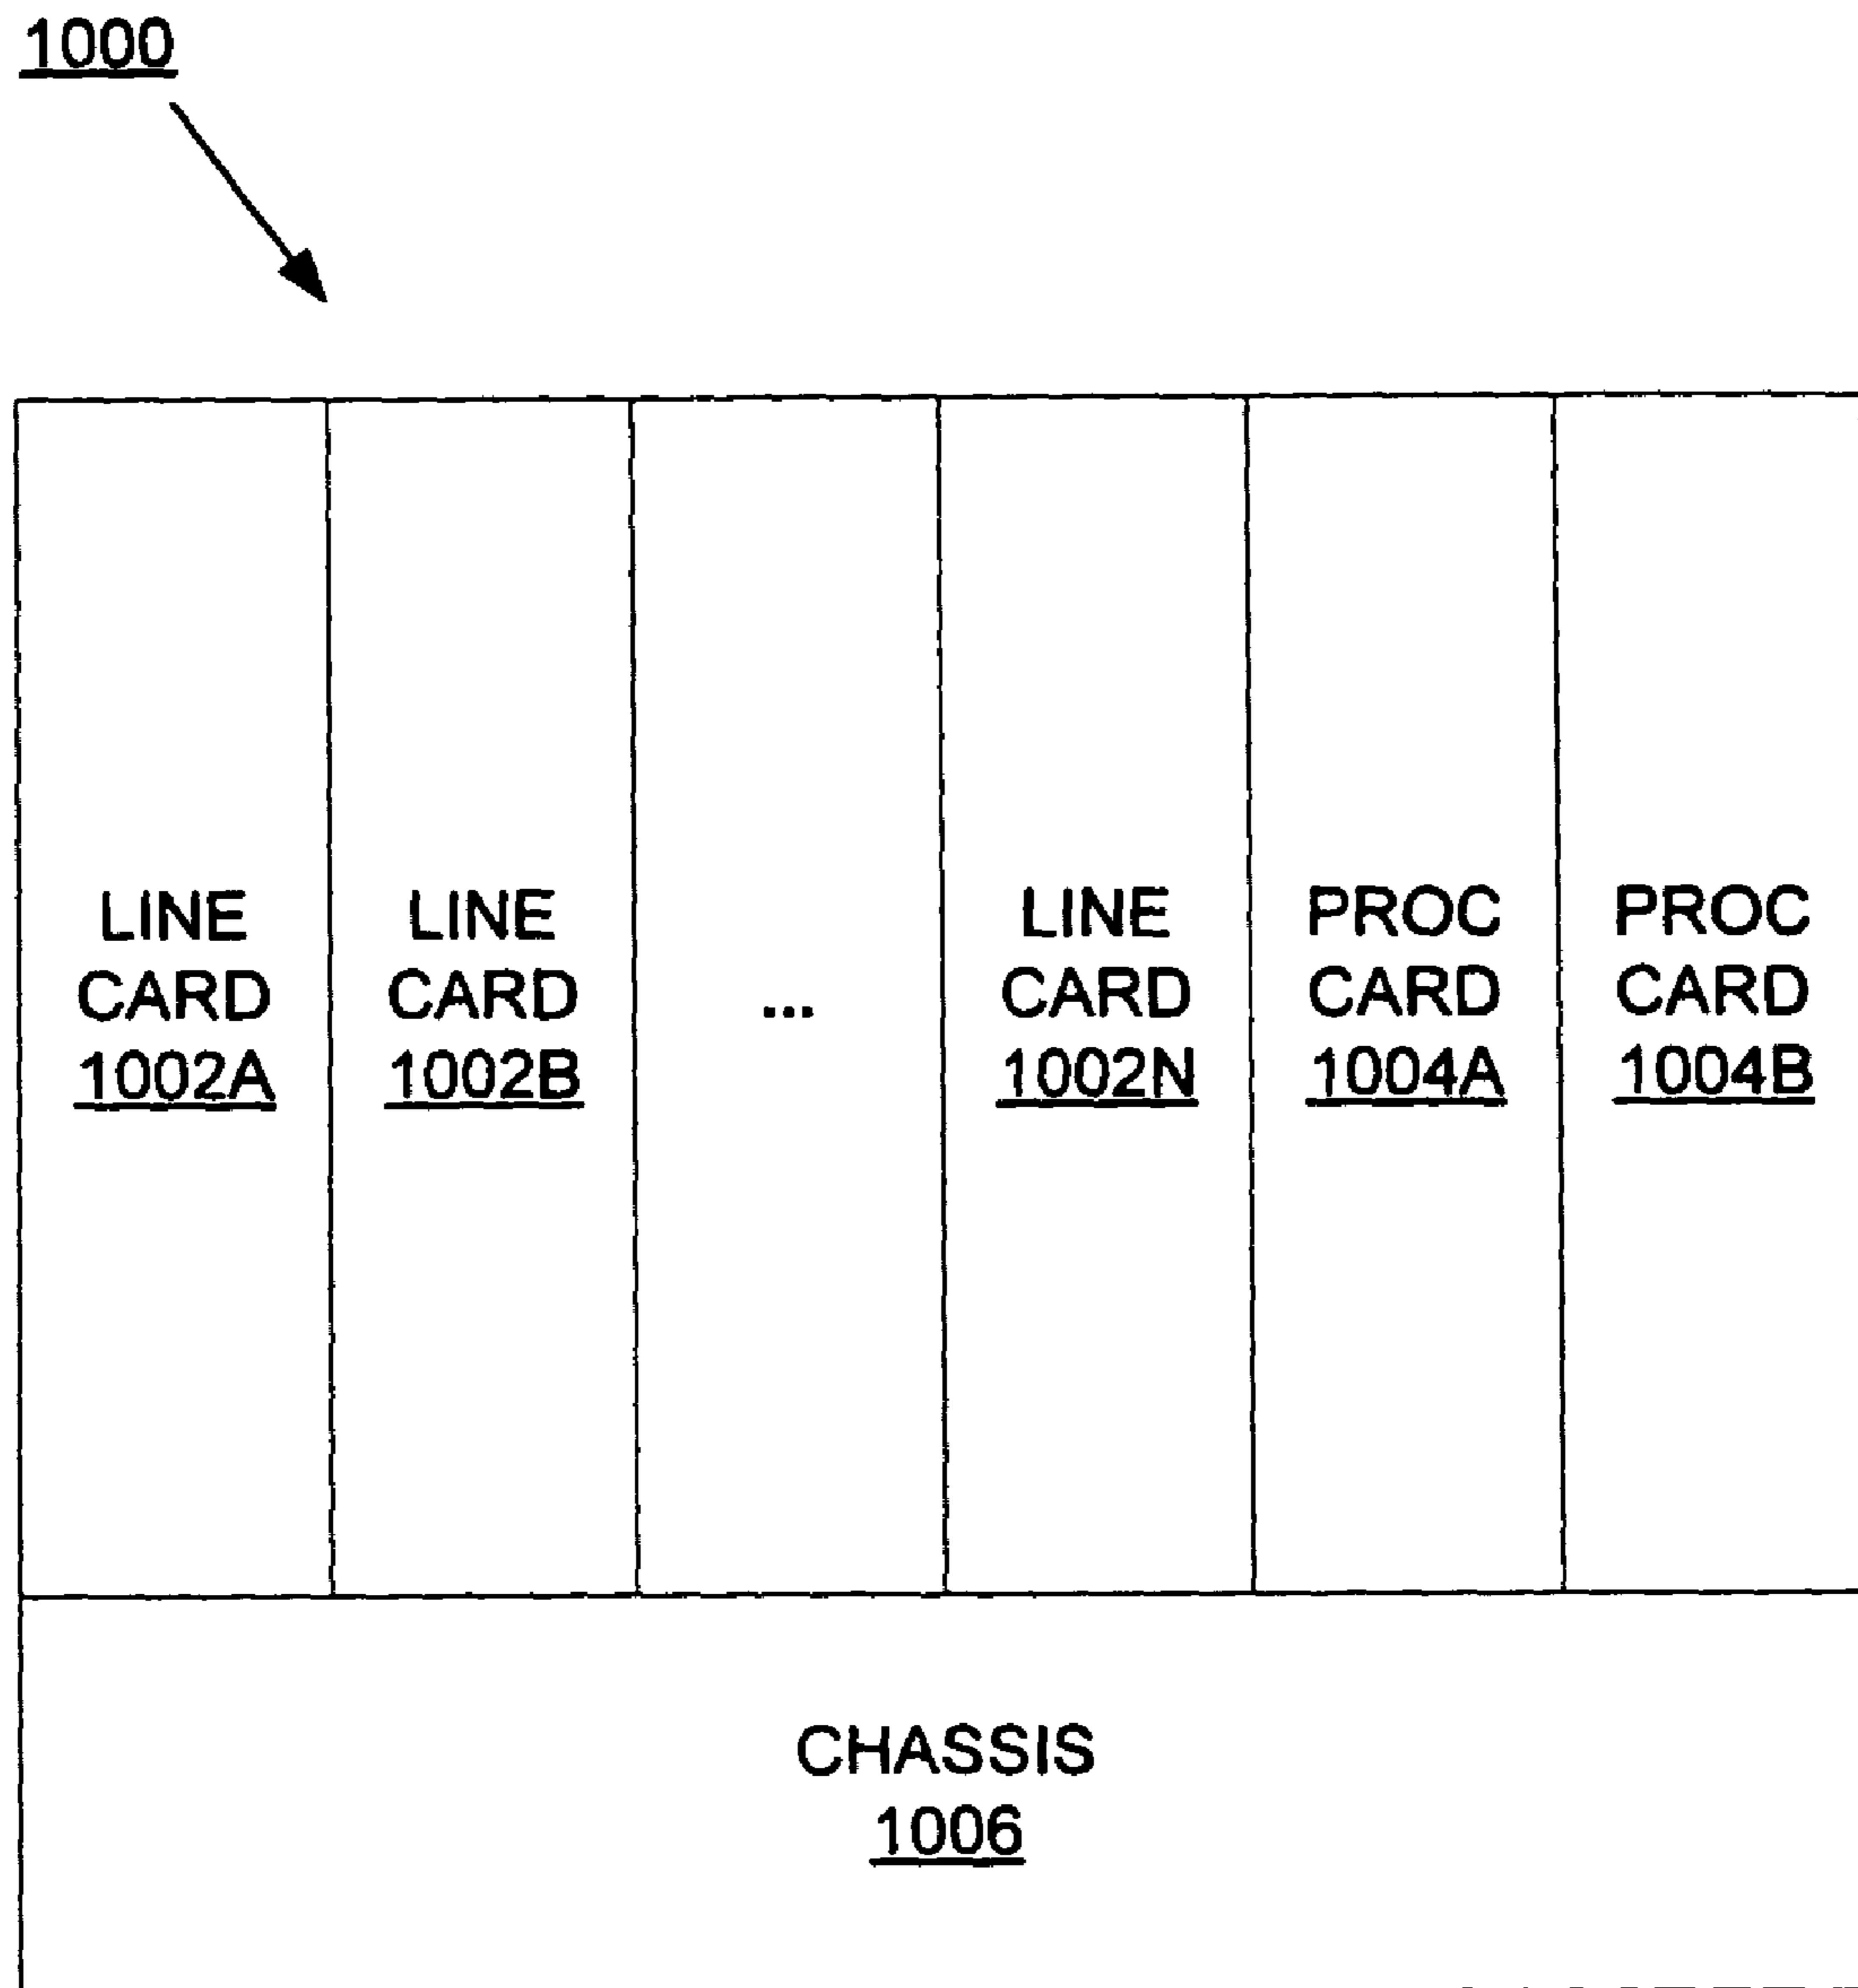 1000
LINE
CARD
1002A
LINE
CARD
1002B
...
LINE
CARD
1002N
PROC
CARD
1004A
PROC
CARD
1004B
CHASSIS
1006